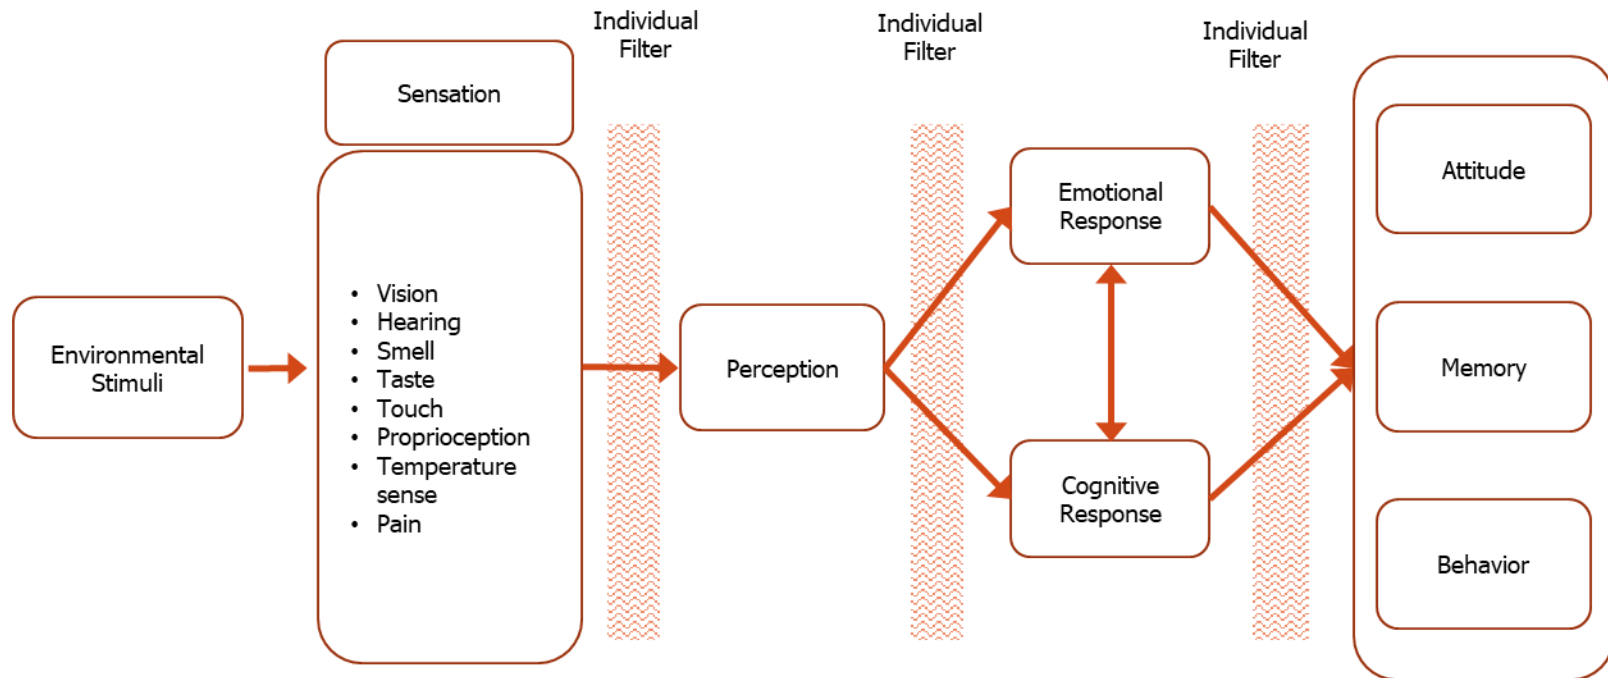 Individual
Filter
Individual
Filter
Individual
Filter
Sensation
Environmental
Stimuli
• Vision
• Hearing
• Smell
• Taste
• Touch
• Proprioception
• Temperature
sense
• Pain
Perception
Emotional
Response
Cognitive
Response
Attitude
Memory
Behavior